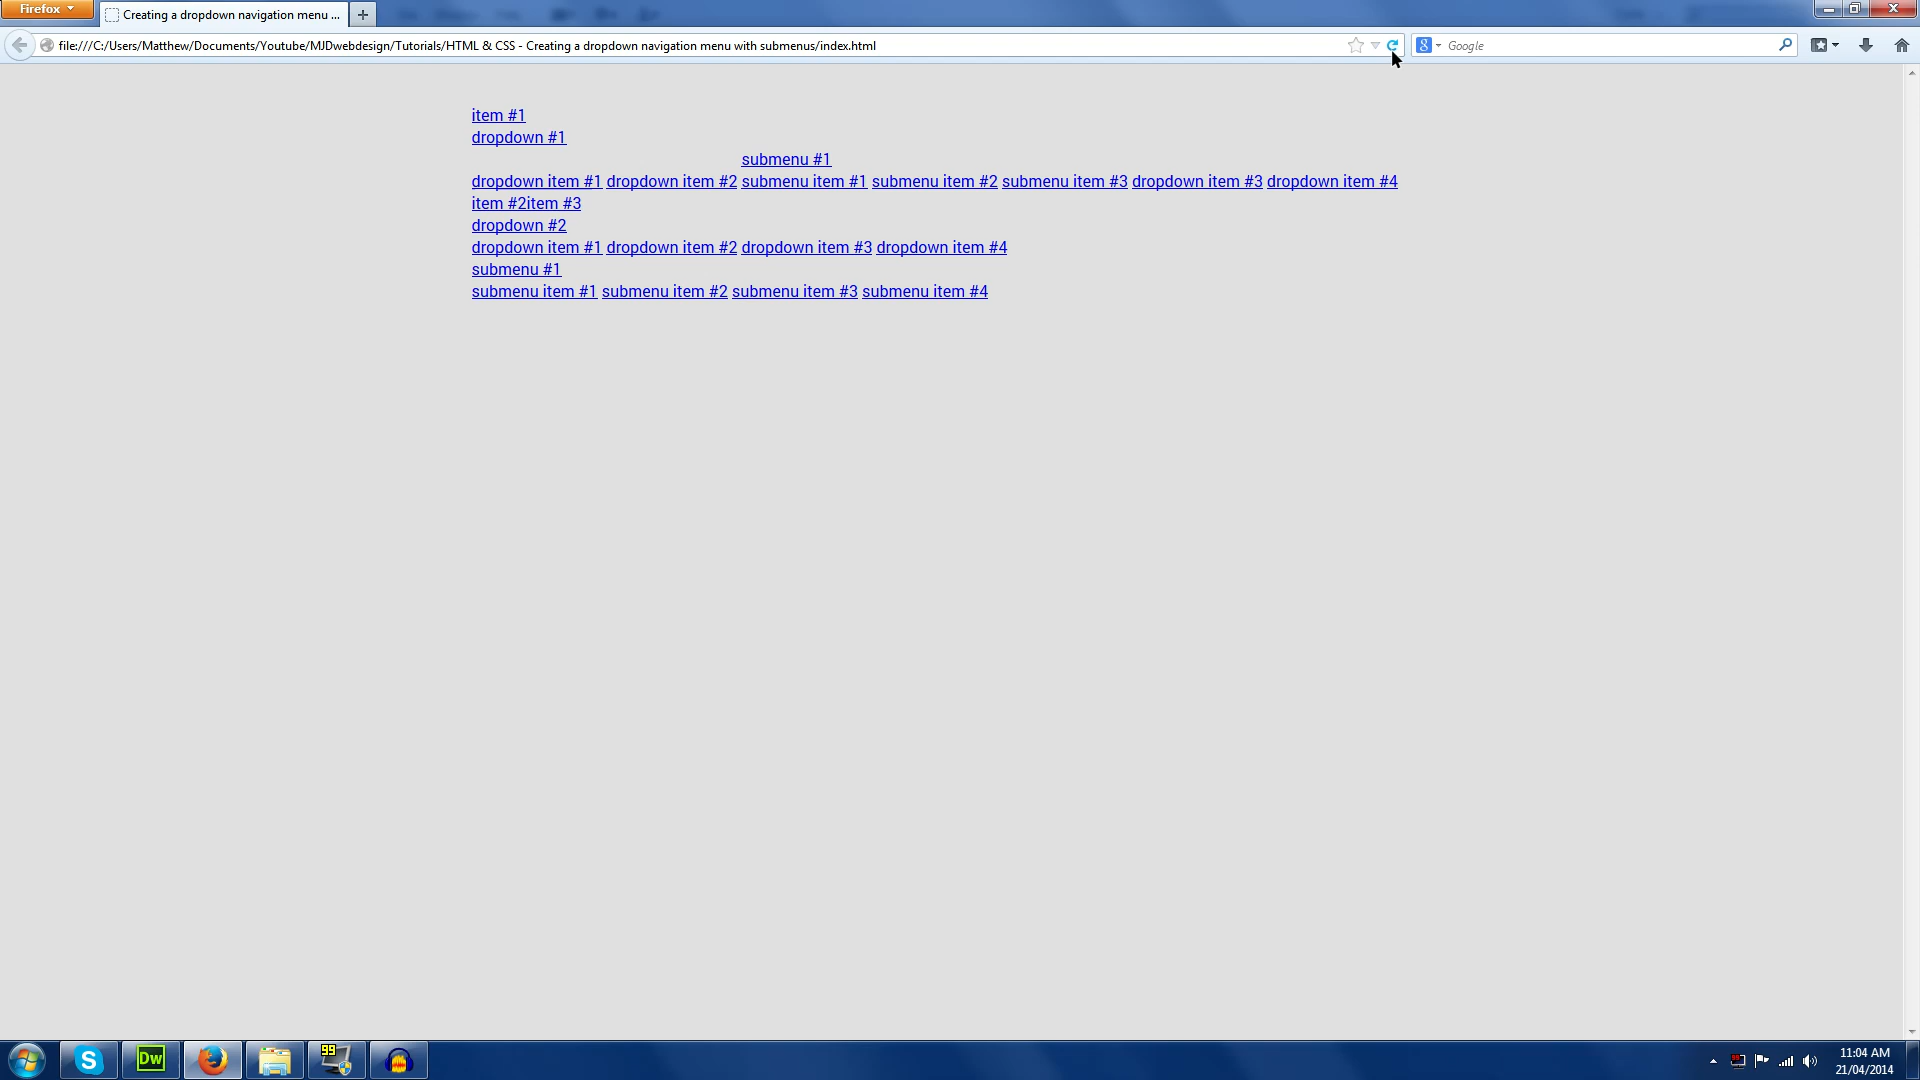 Firefox
Creating a dropdown navigation menu ...
file:///C:/Users/Matthew/Documents/Youtube/MJDwebdesign/Tutorials/HTML & CSS - Creating a dropdown navigation menu with submenus/index.html
8
Google
item #1
dropdown #1
submenu #1
dropdown item #1 dropdown item #2 submenu item #1 submenu item #2 submenu item #3 dropdown item #3 dropdown item #4
item #2item #3
dropdown #2
dropdown item #1 dropdown item #2 dropdown item #3 dropdown item #4
submenu #1
submenu item #1 submenu item #2 submenu item #3 submenu item #4
S
Dw
99
11:04 AM
21/04/2014